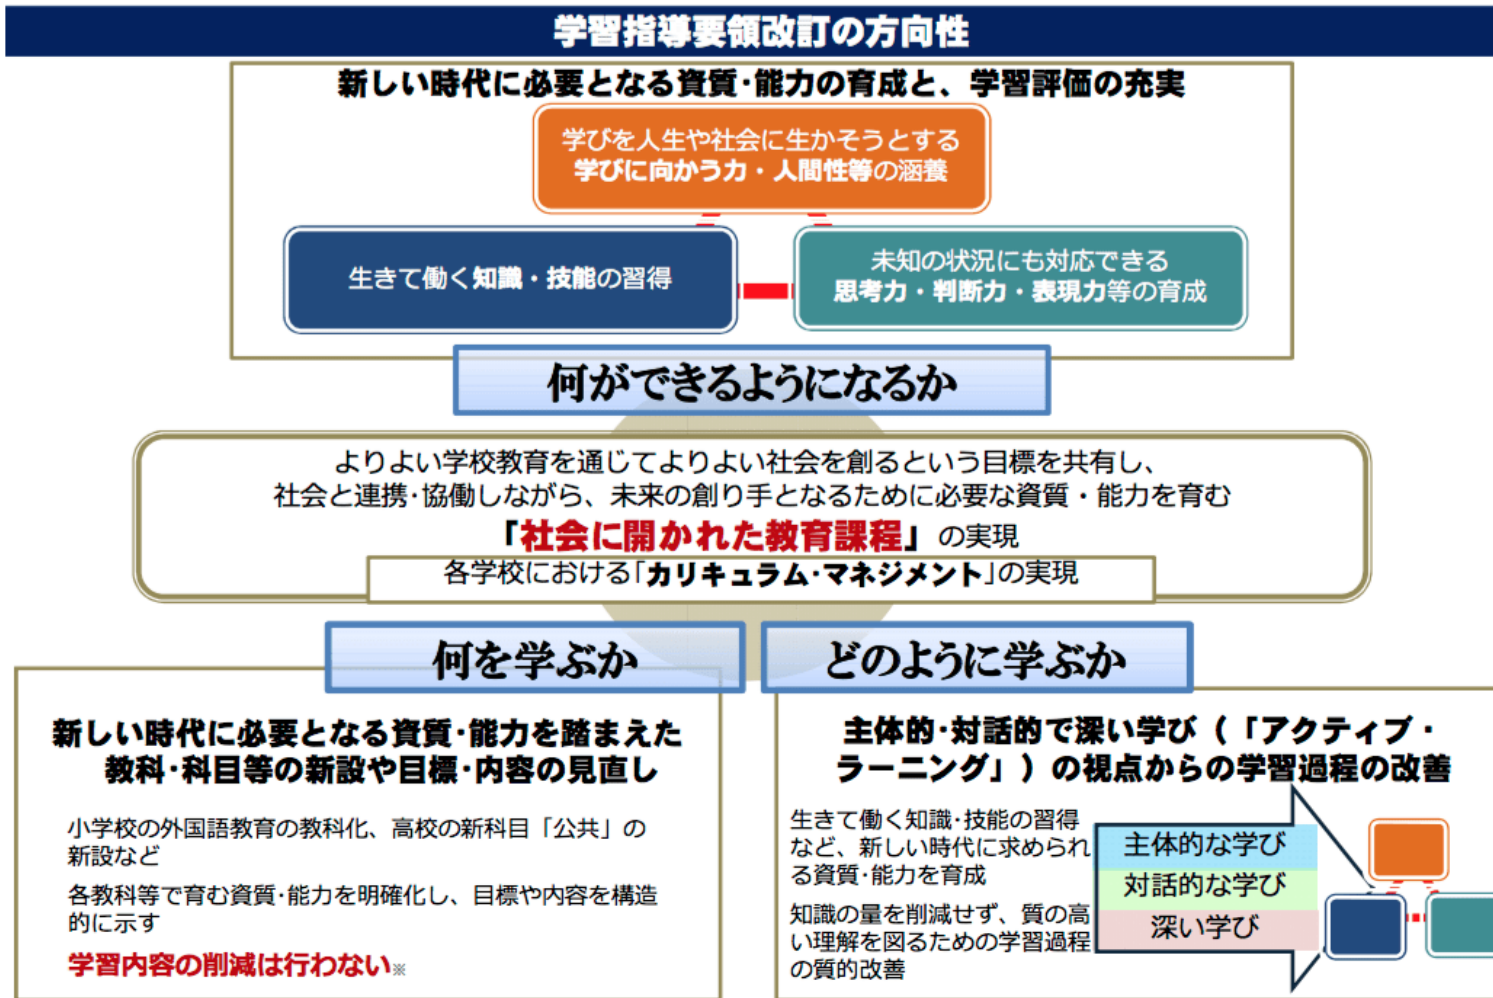 学習指導要領改訂の方向性
新しい時代に必要となる資質･能力の育成と、学習評価の充実
学びを人生や社会に生かそうとする
学びに向かう力・人間性等の涵養
生きて働く知識・技能の習得
未知の状況にも対応できる
思考力・判断力・表現力等の育成
何ができるようになるか
よりよい学校教育を通じてよりよい社会を創るという目標を共有し、
社会と連携･協働しながら、未来の創り手となるために必要な資質・能力を育む
「社会に開かれた教育課程」の実現
各学校における｢カリキュラム･マネジメント｣の実現
何を学ぶか
新しい時代に必要となる資質･能力を踏まえた
教科･科目等の新設や目標･内容の見直し
小学校の外国語教育の教科化、高校の新科目「公共」の
新設など
各教科等で育む資質･能力を明確化し、目標や内容を構造
的に示す
学習内容の削減は行わない※
どのように学ぶか
主体的･対話的で深い学び（「アクティブ・
ラーニング」）の視点からの学習過程の改善
生きて働く知識･技能の習得
など、新しい時代に求められ
る資質･能力を育成
知識の量を削減せず、質の高
い理解を図るための学習過程
の質的改善
主体的な学び
対話的な学び
深い学び